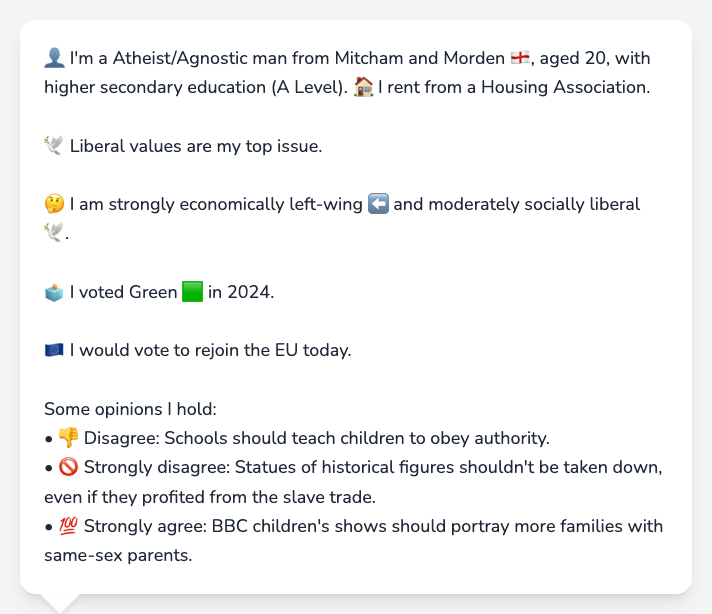 👤 I'm a Atheist/Agnostic man from Mitcham and Morden 🏴󠁧󠁢󠁥󠁮󠁧󠁿, aged 20, with
higher secondary education (A Level). 🏠 I rent from a Housing Association.
🕊️ Liberal values are my top issue.
🤔 I am strongly economically left-wing ⬅️ and moderately socially liberal
🕊️.
🗳️ I voted Green 🟩 in 2024.
🇪🇺 I would vote to rejoin the EU today.
Some opinions I hold:
• 👎 Disagree: Schools should teach children to obey authority.
• 🚫 Strongly disagree: Statues of historical figures shouldn't be taken down,
even if they profited from the slave trade.
• 💯 Strongly agree: BBC children's shows should portray more families with
same-sex parents.